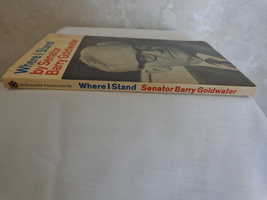 Where I Stand
by Senator
Barry Goldwater
Where I Stand Senator Barry Goldwater